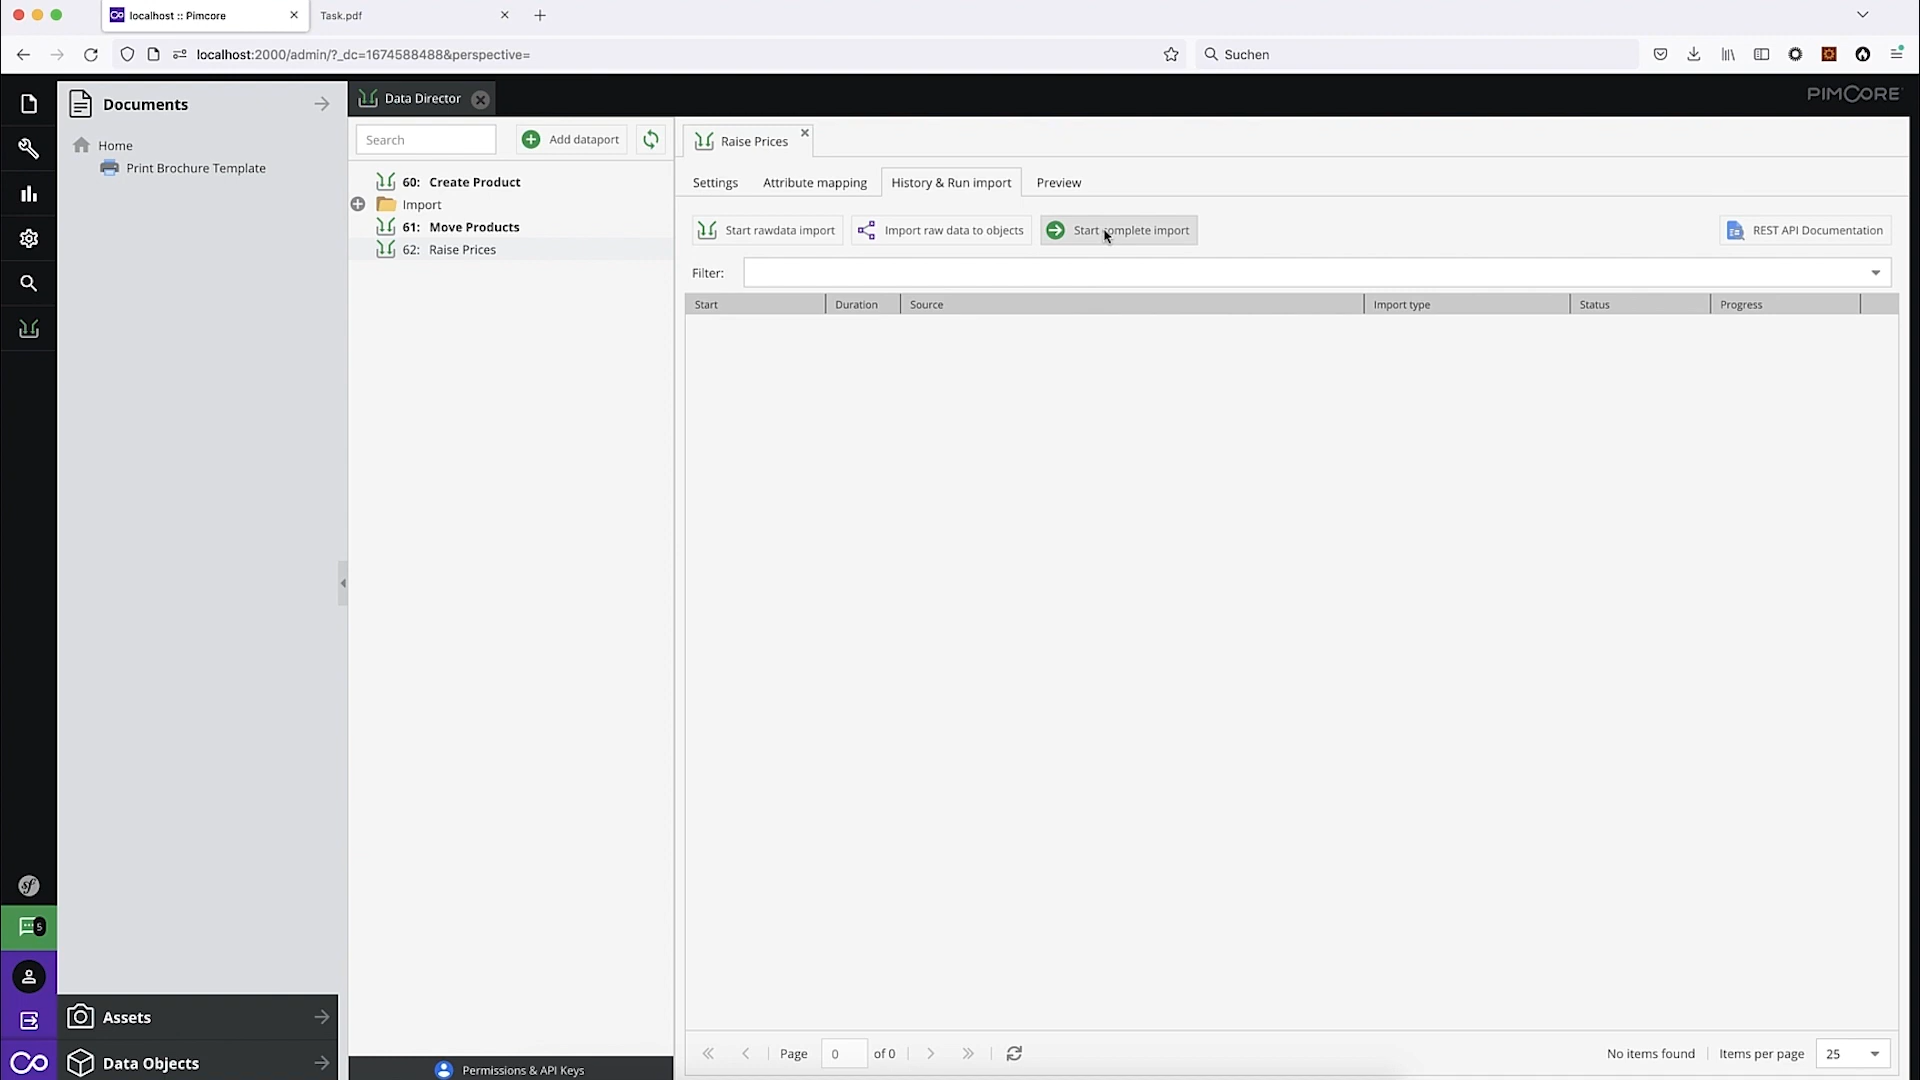 localhost :: Pimcore
Task.pdf
localhost:2000/admin/?_dc=1674588488&perspective=
Suchen
Documents
Data Director
PIMCORE
Search
Add dataport
Raise Prices
Home
Print Brochure Template
60: Create Product
Import
61: Move Products
62: Raise Prices
Settings
Attribute mapping
History & Run import
Preview
Start rawdata import
Import raw data to objects
Start complete import
REST API Documentation
Filter:
Start
Duration
Source
Import type
Status
Progress
sf
5
Assets
Data Objects
Permissions & API Keys
Page
0
of 0
No items found
Items per page
25